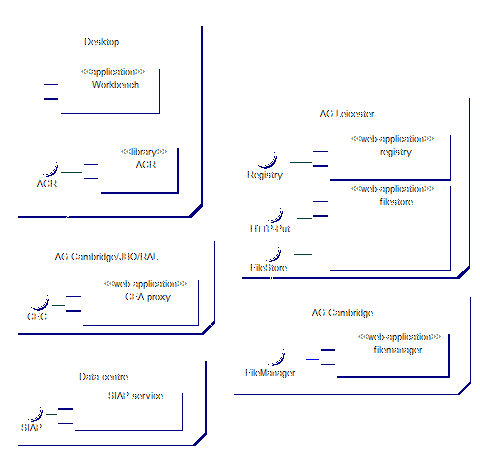 Desktop
<<application>>
Workbench
<<library>>
ACR
ACR
AG Leicester
<<web-application>>
registry
Registry
<<web-application>>
filestore
HTTP-Put
FileStore
AG Cambridge/JBO/RAL
<<web-application>>
CEA proxy
CEC
AG Cambridge
<<web-application>>
filemanager
FileManager
Data centre
SIAP service
SIAP